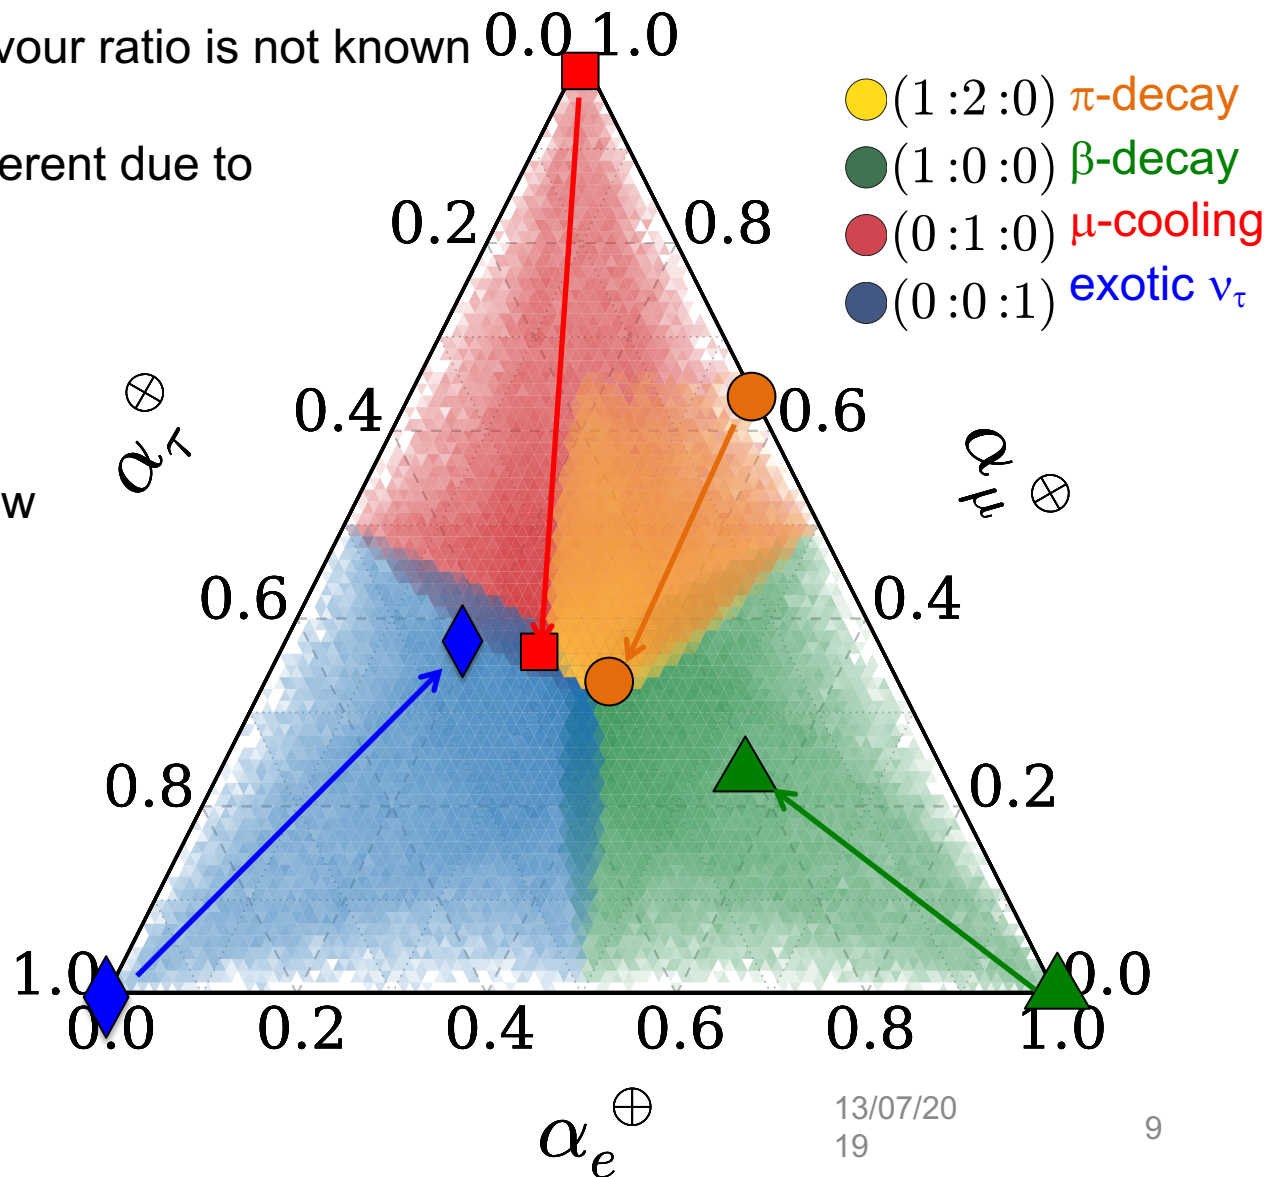 vour ratio is not known
erent due to
w
0.0 1.0
(1:2:0) π-decay
(1:0:0) β-decay
(0:1:0) μ-cooling
(0:0:1) exotic ντ
0.2 0.8
0.4 0.6
0.6 0.4
0.8 0.2
1.0 0.0
0.0 0.2 0.4 0.6 0.8 1.0
ατ⊕
αμ⊕
αe⊕
13/07/20
19
9